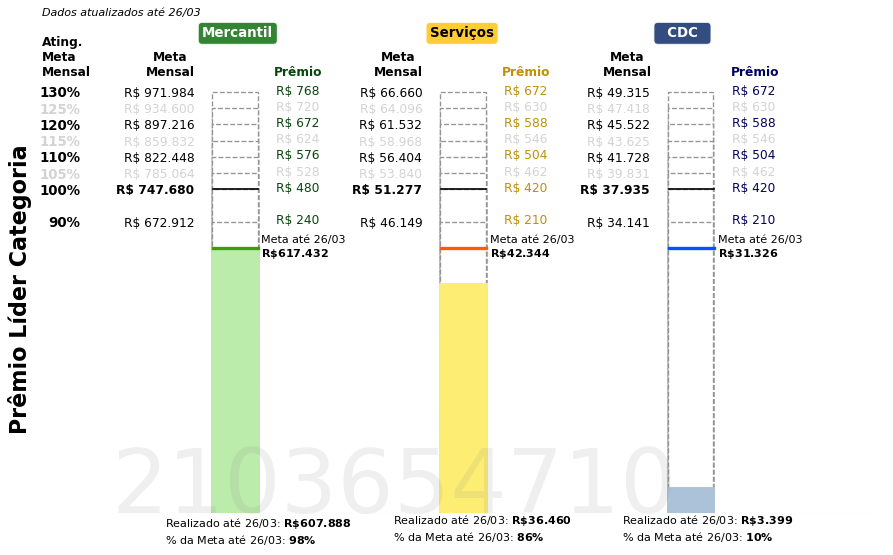 Dados atualizados até 26/03
Mercantil Serviços CDC
Ating. Meta Mensal Meta Mensal Prêmio Meta Mensal Prêmio Meta Mensal Prêmio
130% R$ 971.984 R$ 768 R$ 66.660 R$ 672 R$ 49.315 R$ 672
125% R$ 934.600 R$ 720 R$ 64.096 R$ 630 R$ 47.418 R$ 630
120% R$ 897.216 R$ 672 R$ 61.532 R$ 588 R$ 45.522 R$ 588
115% R$ 859.832 R$ 624 R$ 58.968 R$ 546 R$ 43.625 R$ 546
110% R$ 822.448 R$ 576 R$ 56.404 R$ 504 R$ 41.728 R$ 504
105% R$ 785.064 R$ 528 R$ 53.840 R$ 462 R$ 39.831 R$ 462
100% R$ 747.680 R$ 480 R$ 51.277 R$ 420 R$ 37.935 R$ 420
90% R$ 672.912 R$ 240 R$ 46.149 R$ 210 R$ 34.141 R$ 210
Meta até 26/03 Meta até 26/03 Meta até 26/03
R$617.432 R$42.344 R$31.326
Prêmio Líder Categoria
2103654710
Realizado até 26/03: R$607.888 Realizado até 26/03: R$36.460 Realizado até 26/03: R$3.399
% da Meta até 26/03: 98% % da Meta até 26/03: 86% % da Meta até 26/03: 10%